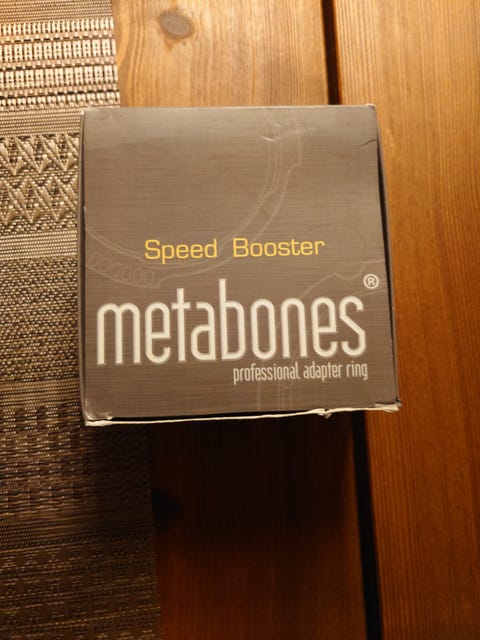 Speed Booster
metabones®
professional adapter ring